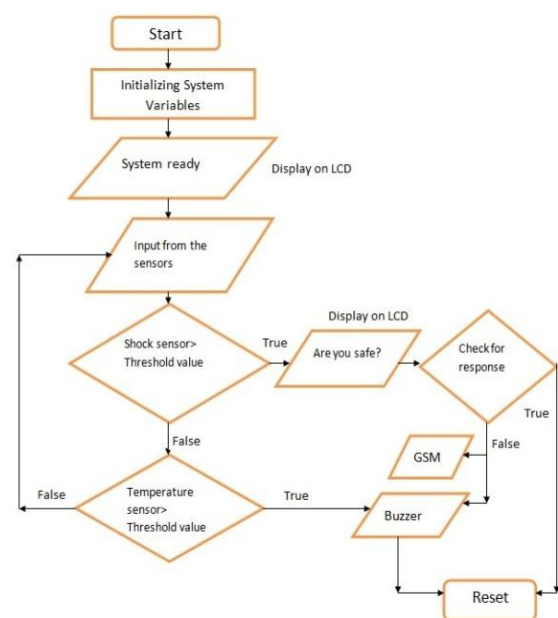 Start
Initializing System
Variables
System ready
Display on LCD
Input from the
sensors
Shock sensor>
Threshold value
True
Display on LCD
Are you safe?
Check for
response
True
False
False
GSM
False
Temperature
sensor>
Threshold value
True
Buzzer
Reset